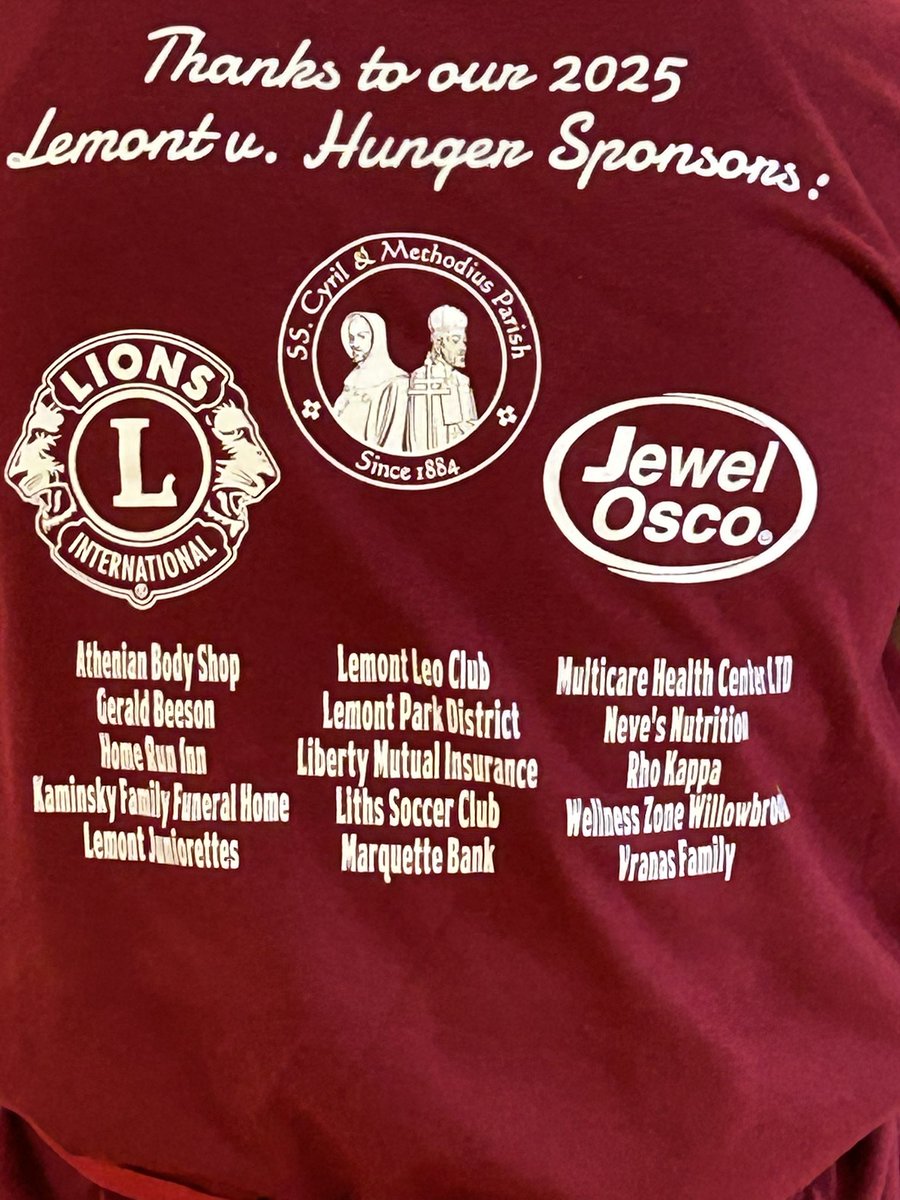 Thanks to our 2025
Lemont v. Hunger Sponsors:
SS. Cyril & Methodius Parish
Since 1884
LIONS
L
INTERNATIONAL
®
Jewel
Osco®
Athenian Body Shop
Gerald Beeson
Home Run Inn
Kaminsky Family Funeral Home
Lemont Juniorettes
Lemont Leo Club
Lemont Park District
Liberty Mutual Insurance
Liths Soccer Club
Marquette Bank
Multicare Health Center LTD
Neve's Nutrition
Rho Kappa
Wellness Zone
Vranas Family